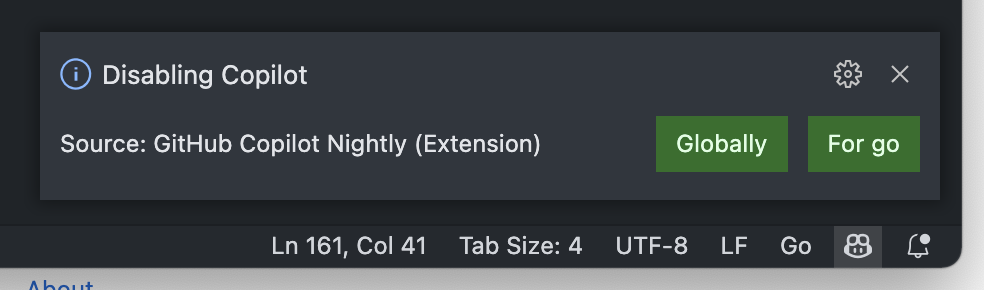 Disabling Copilot
Source: GitHub Copilot Nightly (Extension)
Globally
For go
Ln 161, Col 41
Tab Size: 4
UTF-8
LF
Go
About